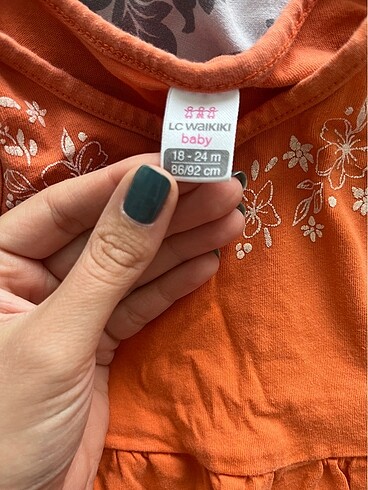 LC WAIKIKI
baby
18 - 24 m
86/92 cm